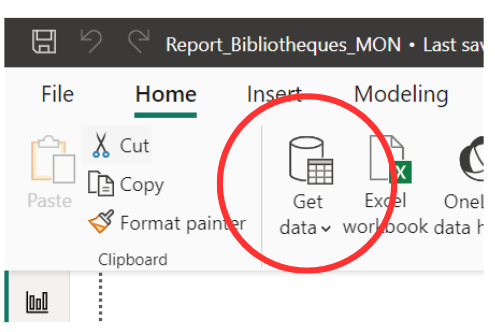 Report_Bibliotheques_MON • Last sav
File Home Insert Modeling
Paste
Cut
Copy
Format painter
Clipboard
Get
data
Excel
workbook
OneL
data h